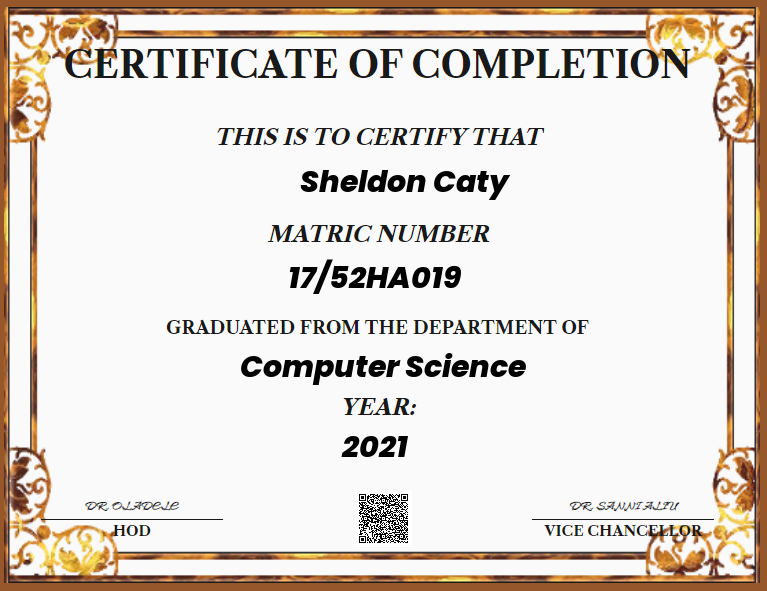 CERTIFICATE OF COMPLETION
THIS IS TO CERTIFY THAT
Sheldon Caty
MATRIC NUMBER
17/52HA019
GRADUATED FROM THE DEPARTMENT OF
Computer Science
YEAR:
2021
DR. OLADELE
DR. SANNI ALIU
HOD
VICE CHANCELLOR